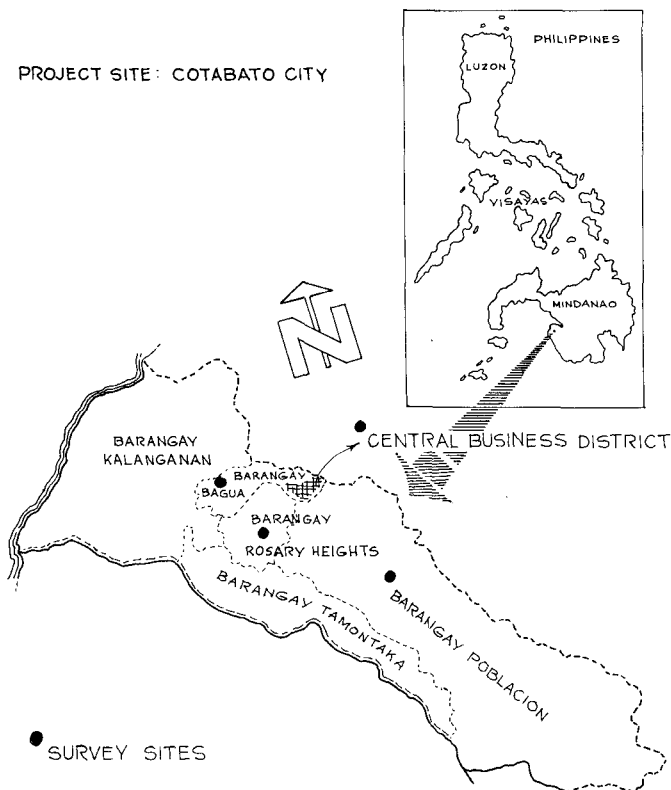 PROJECT SITE: COTABATO CITY
PHILIPPINES
LUZON
VISAYAS
MINDANAO
N
CENTRAL BUSINESS DISTRICT
BARANGAY
KALANGANAN
BARANGAY
BAGUA
BARANGAY
ROSARY HEIGHTS
BARANGAY TAMONTAKA
BARANGAY POBLACION
SURVEY SITES